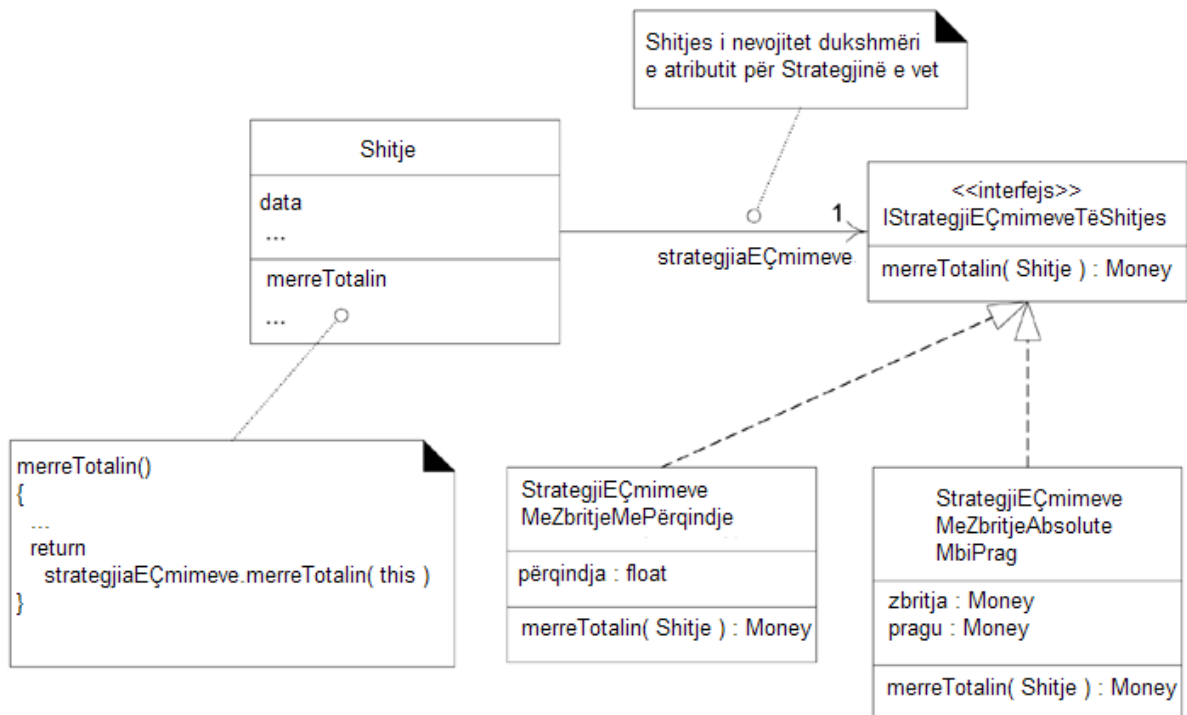 Shitjes i nevojitet dukshmëri
e atributit për Strategjinë e vet
Shitje
data
...
merreTotalin
...
1
strategjiaEÇmimeve
<<interfejs>>
IStrategjiEÇmimeveTëShitjes
merreTotalin( Shitje ) : Money
merreTotalin()
{
...
return
strategjiaEÇmimeve.merreTotalin( this )
}
StrategjiEÇmimeve
MeZbritjeMePërqindje
përqindja : float
merreTotalin( Shitje ) : Money
StrategjiEÇmimeve
MeZbritjeAbsolute
MbiPrag
zbritja : Money
pragu : Money
merreTotalin( Shitje ) : Money